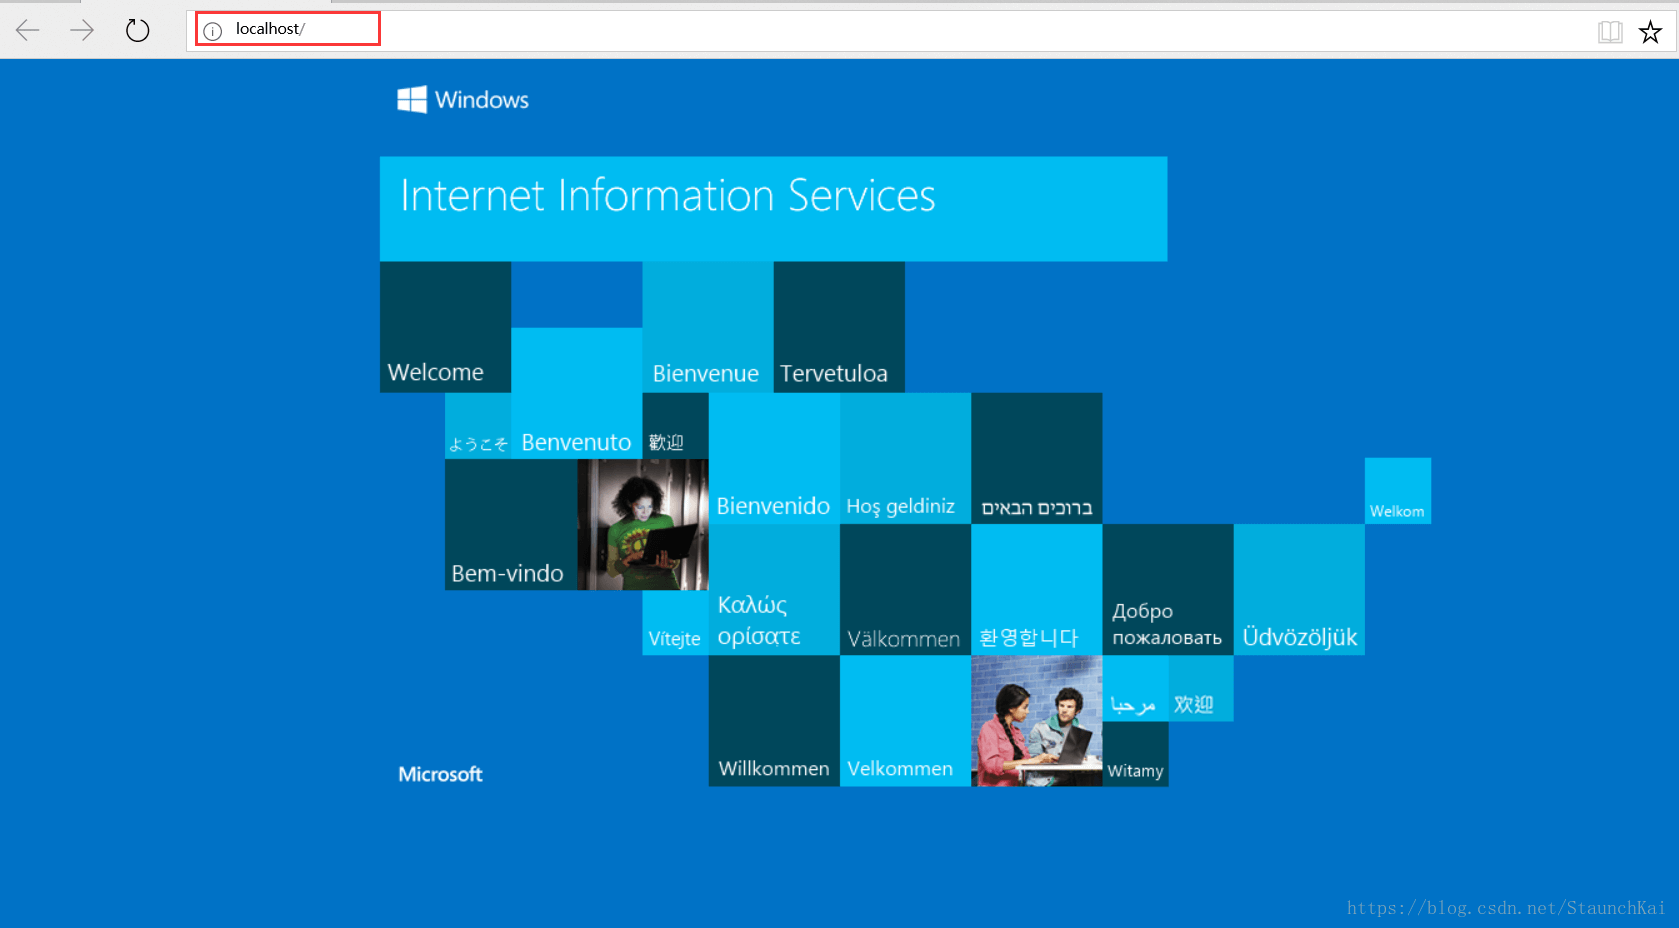 localhost/
Windows
Internet Information Services
Welcome
Bienvenue
Tervetuloa
ようこそ
Benvenuto
歡迎
Bienvenido
Hoş geldiniz
ברוכים הבאים
Welkom
Bem-vindo
Καλώς
ορίσατε
Vítejte
Välkommen
환영합니다
Добро
пожаловать
Üdvözöljük
مرحبا
欢迎
Microsoft
Willkommen
Velkommen
Witamy
https://blog.csdn.net/StaunchKai